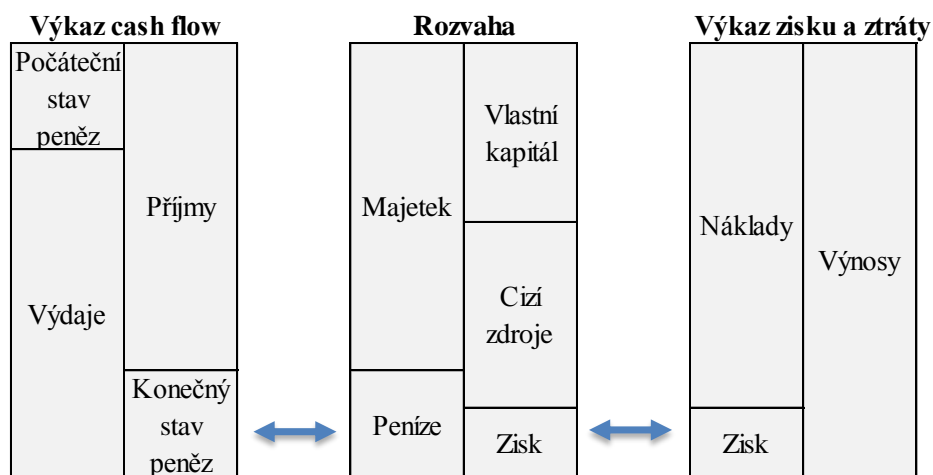 Výkaz cash flow
Počáteční
stav
peněz
Výdaje
Příjmy
Konečný
stav
peněz
Rozvaha
Majetek
Peníze
Vlastní
kapitál
Cizí
zdroje
Zisk
Výkaz zisku a ztráty
Náklady
Zisk
Výnosy